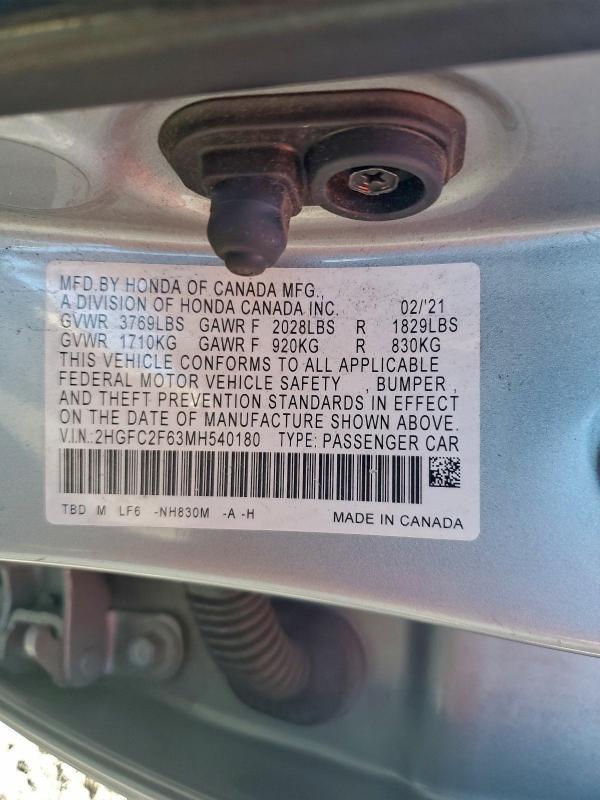 MFD.BY HONDA OF CANADA MFG.,
A DIVISION OF HONDA CANADA INC. 02/'21
GVWR 3769LBS GAWR F 2028LBS R 1829LBS
GVWR 1710KG GAWR F 920KG R 830KG
THIS VEHICLE CONFORMS TO ALL APPLICABLE
FEDERAL MOTOR VEHICLE SAFETY , BUMPER ,
AND THEFT PREVENTION STANDARDS IN EFFECT
ON THE DATE OF MANUFACTURE SHOWN ABOVE.
V.I.N.:2HGFC2F63MH540180 TYPE: PASSENGER CAR
TBD M LF6 -NH830M -A -H MADE IN CANADA